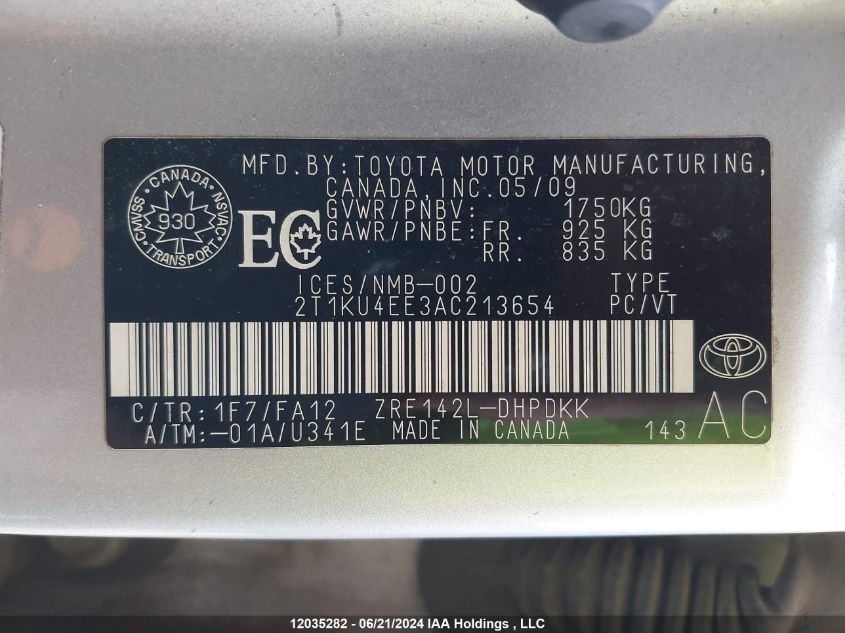 MFD.BY:TOYOTA MOTOR MANUFACTURING,
CANADA,INC.05/09
GVWR/PNBV: 1750KG
GAWR/PNBE:FR. 925 KG
RR. 835 KG
CANADA
CMVSS 930 NSVAC
TRANSPORT
EC
ICES/NMB-002 TYPE
2T1KU4EE3AC213654 PC/VT
C/TR:1F7/FA12 ZRE142L-DHPDKK
A/TM:-01A/U341E MADE IN CANADA 143 AC
12035282 - 06/21/2024 IAA Holdings , LLC